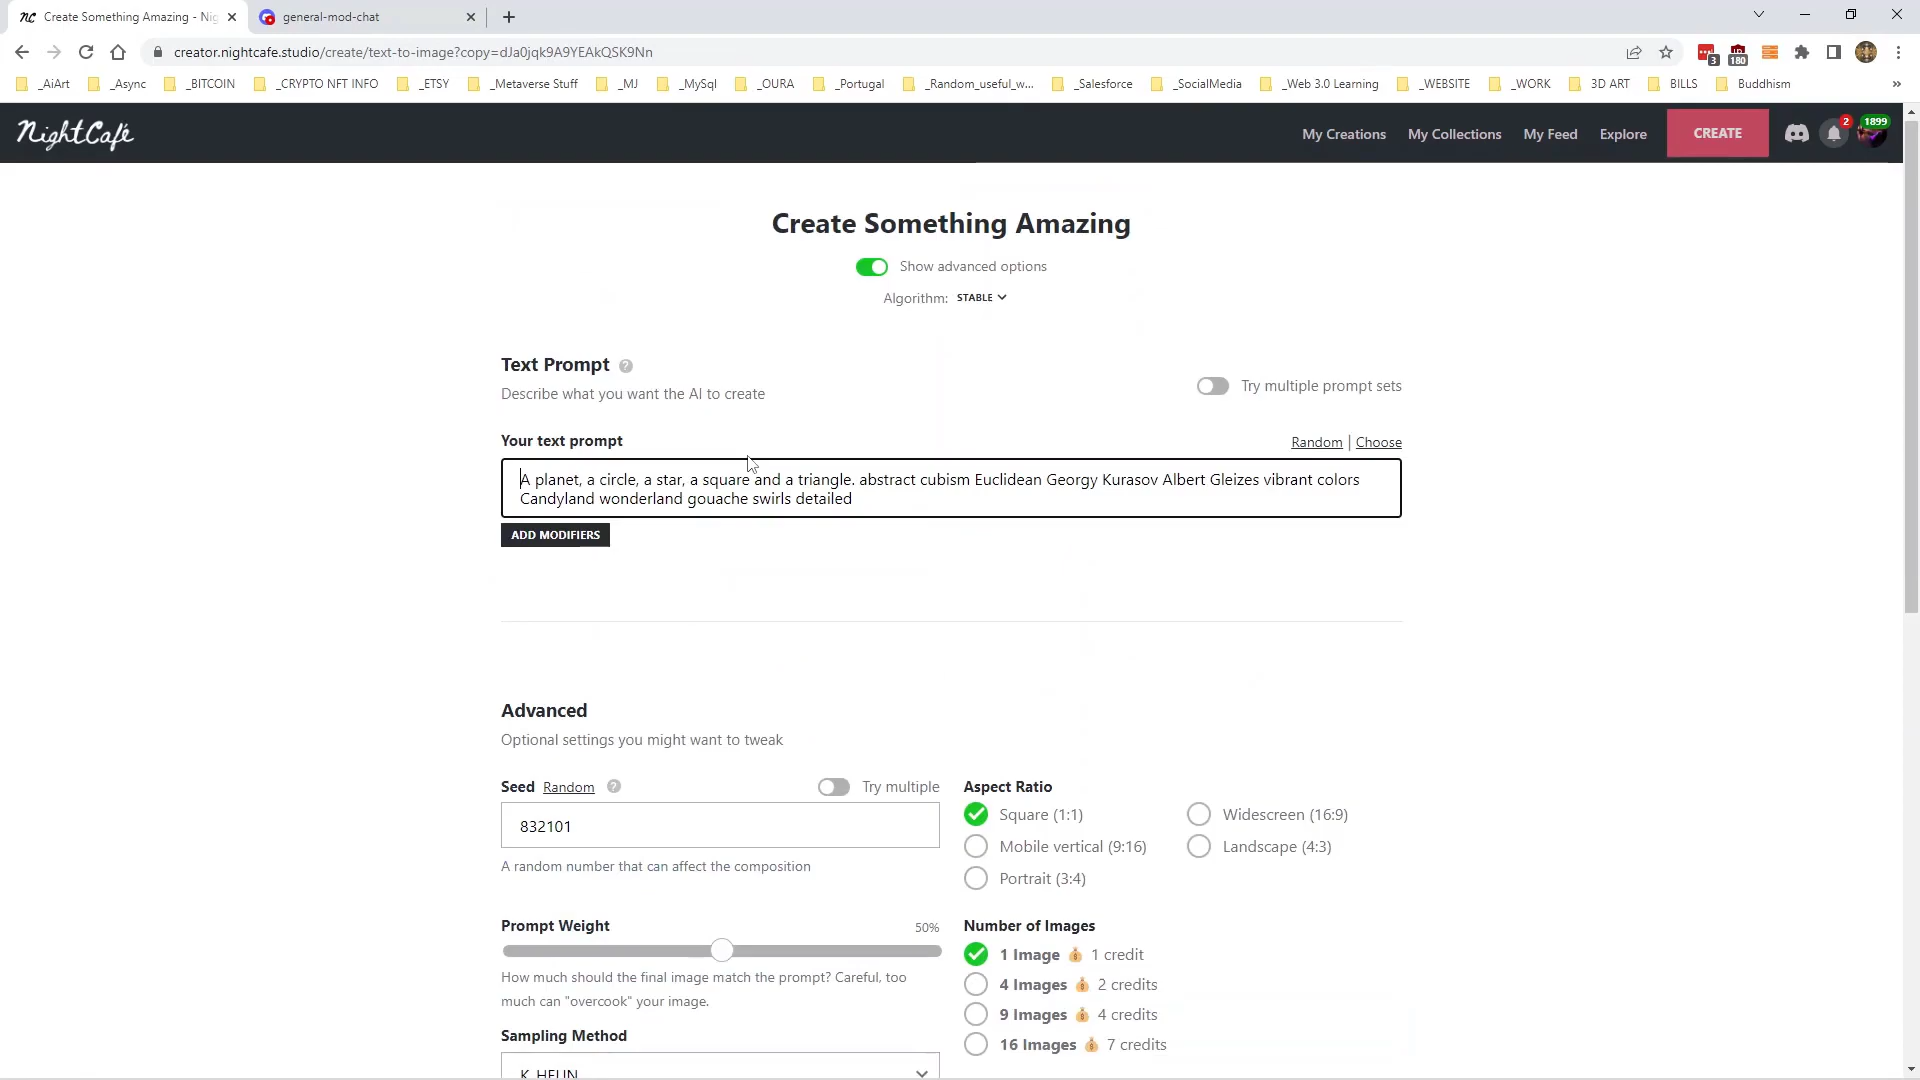 Create Something Amazing - Nig
general-mod-chat
creator.nightcafe.studio/create/text-to-image?copy=dJa0jqk9A9YEAkQSK9Nn
3
180
_AiArt
_Async
_BITCOIN
_CRYPTO NFT INFO
_ETSY
_Metaverse Stuff
_MJ
_MySql
_OURA
_Portugal
_Random_useful_w...
_Salesforce
_SocialMedia
_Web 3.0 Learning
_WEBSITE
_WORK
3D ART
BILLS
Buddhism
»
NightCafé
My Creations
My Collections
My Feed
Explore
CREATE
2
1899
Create Something Amazing
Show advanced options
Algorithm: STABLE
Text Prompt ?
Describe what you want the AI to create
Try multiple prompt sets
Your text prompt
Random | Choose
A planet, a circle, a star, a square and a triangle. abstract cubism Euclidean Georgy Kurasov Albert Gleizes vibrant colors
Candyland wonderland gouache swirls detailed
ADD MODIFIERS
Advanced
Optional settings you might want to tweak
Seed Random ?
Try multiple
832101
A random number that can affect the composition
Aspect Ratio
Square (1:1)
Widescreen (16:9)
Mobile vertical (9:16)
Landscape (4:3)
Portrait (3:4)
Prompt Weight
50%
How much should the final image match the prompt? Careful, too
much can "overcook" your image.
Number of Images
1 Image 1 credit
4 Images 2 credits
9 Images 4 credits
16 Images 7 credits
Sampling Method
K_HEUN